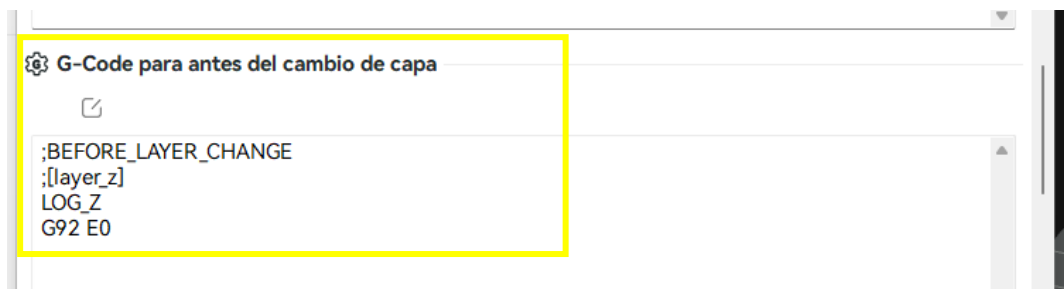 G-Code para antes del cambio de capa
;BEFORE_LAYER_CHANGE
;[layer_z]
LOG_Z
G92 E0